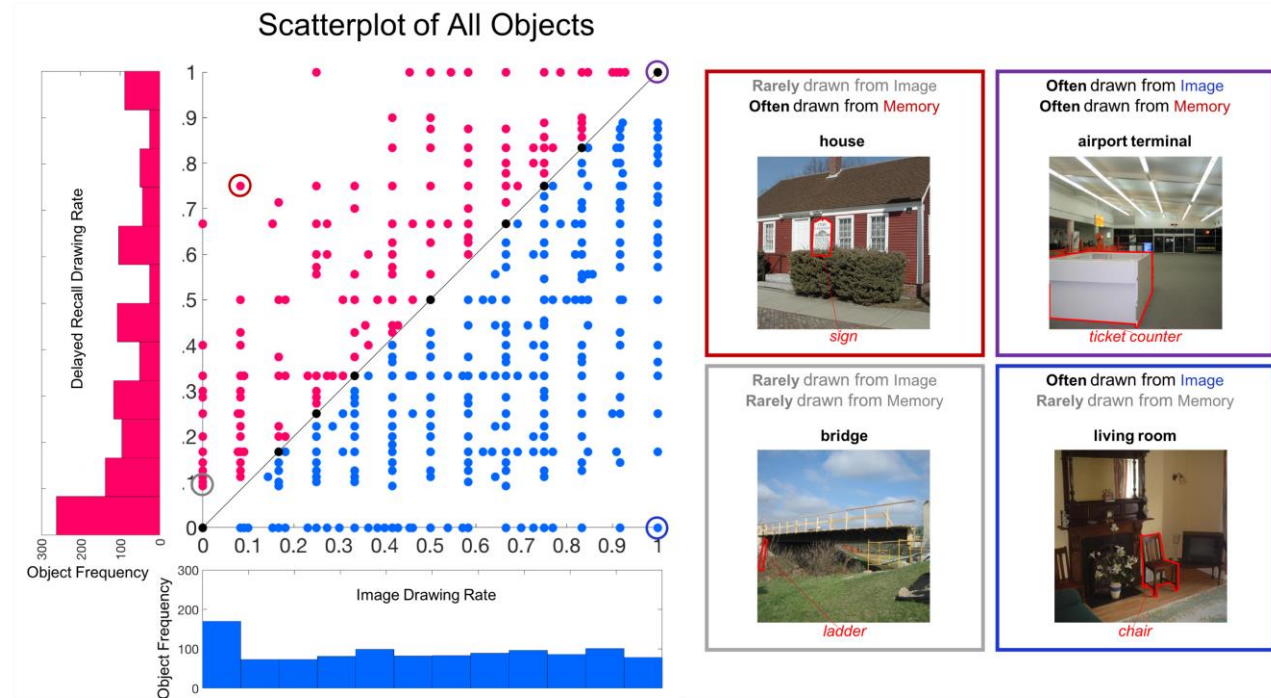 Scatterplot of All Objects
Delayed Recall Drawing Rate
1
.9
.8
.7
.6
.5
.4
.3
.2
.1
0
0 0.1 0.2 0.3 0.4 0.5 0.6 0.7 0.8 0.9 1
300 200 100 0
Object Frequency
Image Drawing Rate
Object Frequency
300
200
100
0
Rarely drawn from Image
Often drawn from Memory
house
sign
Often drawn from Image
Often drawn from Memory
airport terminal
ticket counter
Rarely drawn from Image
Rarely drawn from Memory
bridge
ladder
Often drawn from Image
Rarely drawn from Memory
living room
chair